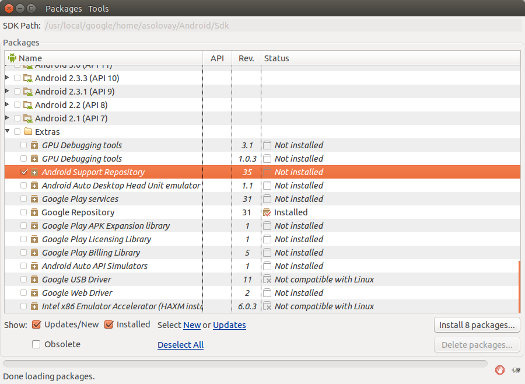 Packages Tools
SDK Path: /usr/local/google/home/asolovay/Android/Sdk
Packages
Name API Rev. Status
Android 2.3.3 (API 10)
Android 2.3.1 (API 9)
Android 2.2 (API 8)
Android 2.1 (API 7)
Extras
GPU Debugging tools 3.1 Not installed
GPU Debugging tools 1.0.3 Not installed
Android Support Repository 35 Not installed
Android Auto Desktop Head Unit emulator 1.1 Not installed
Google Play services 31 Not installed
Google Repository 31 Installed
Google Play APK Expansion library 1 Not installed
Google Play Licensing Library 1 Not installed
Google Play Billing Library 5 Not installed
Android Auto API Simulators 1 Not installed
Google USB Driver 11 Not compatible with Linux
Google Web Driver 2 Not installed
Intel x86 Emulator Accelerator (HAXM insta 6.0.3 Not compatible with Linux
Show: Updates/New Installed Select New or Updates Install 8 packages...
Obsolete Deselect All Delete packages...
Done loading packages.